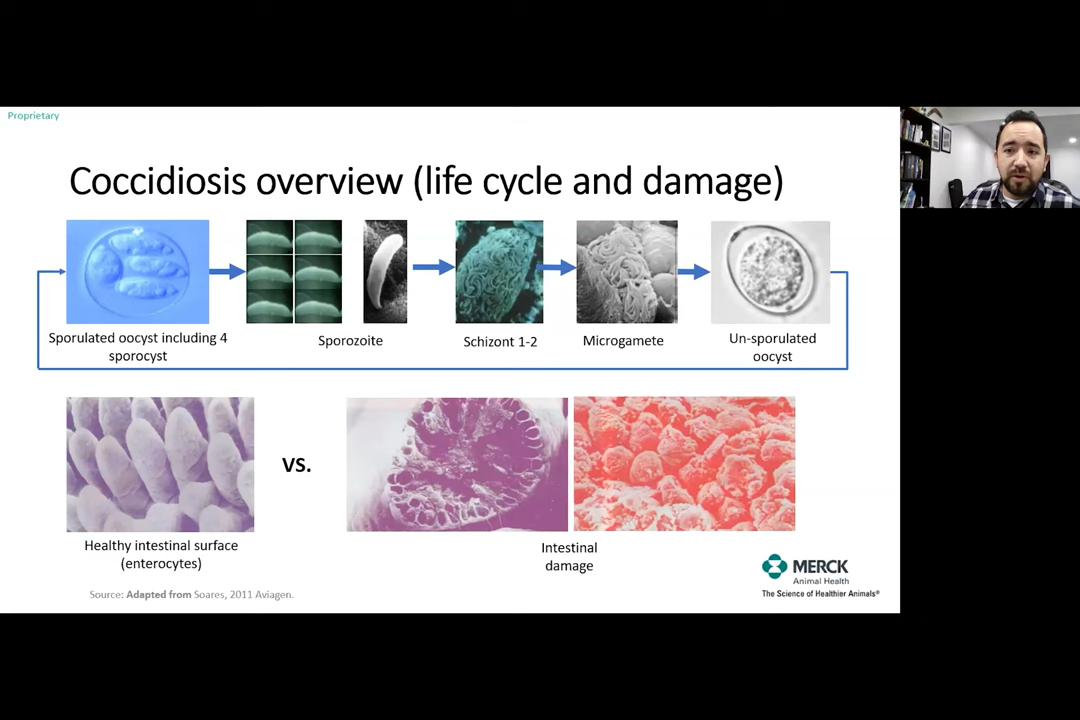 Proprietary
Coccidiosis overview (life cycle and damage)
Sporulated oocyst including 4
sporocyst
Sporozoite
Schizont 1-2
Microgamete
Un-sporulated
oocyst
VS.
Healthy intestinal surface
(enterocytes)
Intestinal
damage
Source: Adapted from Soares, 2011 Aviagen.
MERCK
Animal Health
The Science of Healthier Animals®